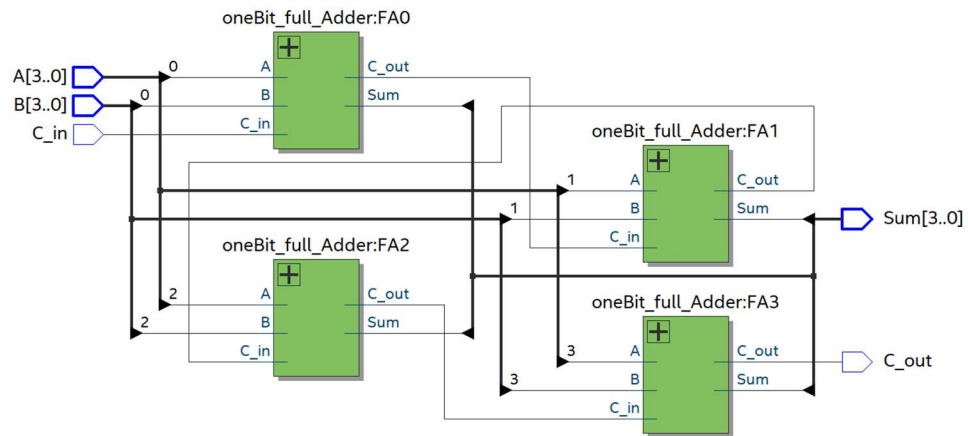 oneBit_full_Adder:FA0
A[3..0]
B[3..0]
C_in
0
0
A
B
C_in
C_out
Sum
oneBit_full_Adder:FA1
1
1
A
B
C_in
C_out
Sum
Sum[3..0]
oneBit_full_Adder:FA2
2
2
A
B
C_in
C_out
Sum
oneBit_full_Adder:FA3
3
3
A
B
C_in
C_out
Sum
C_out